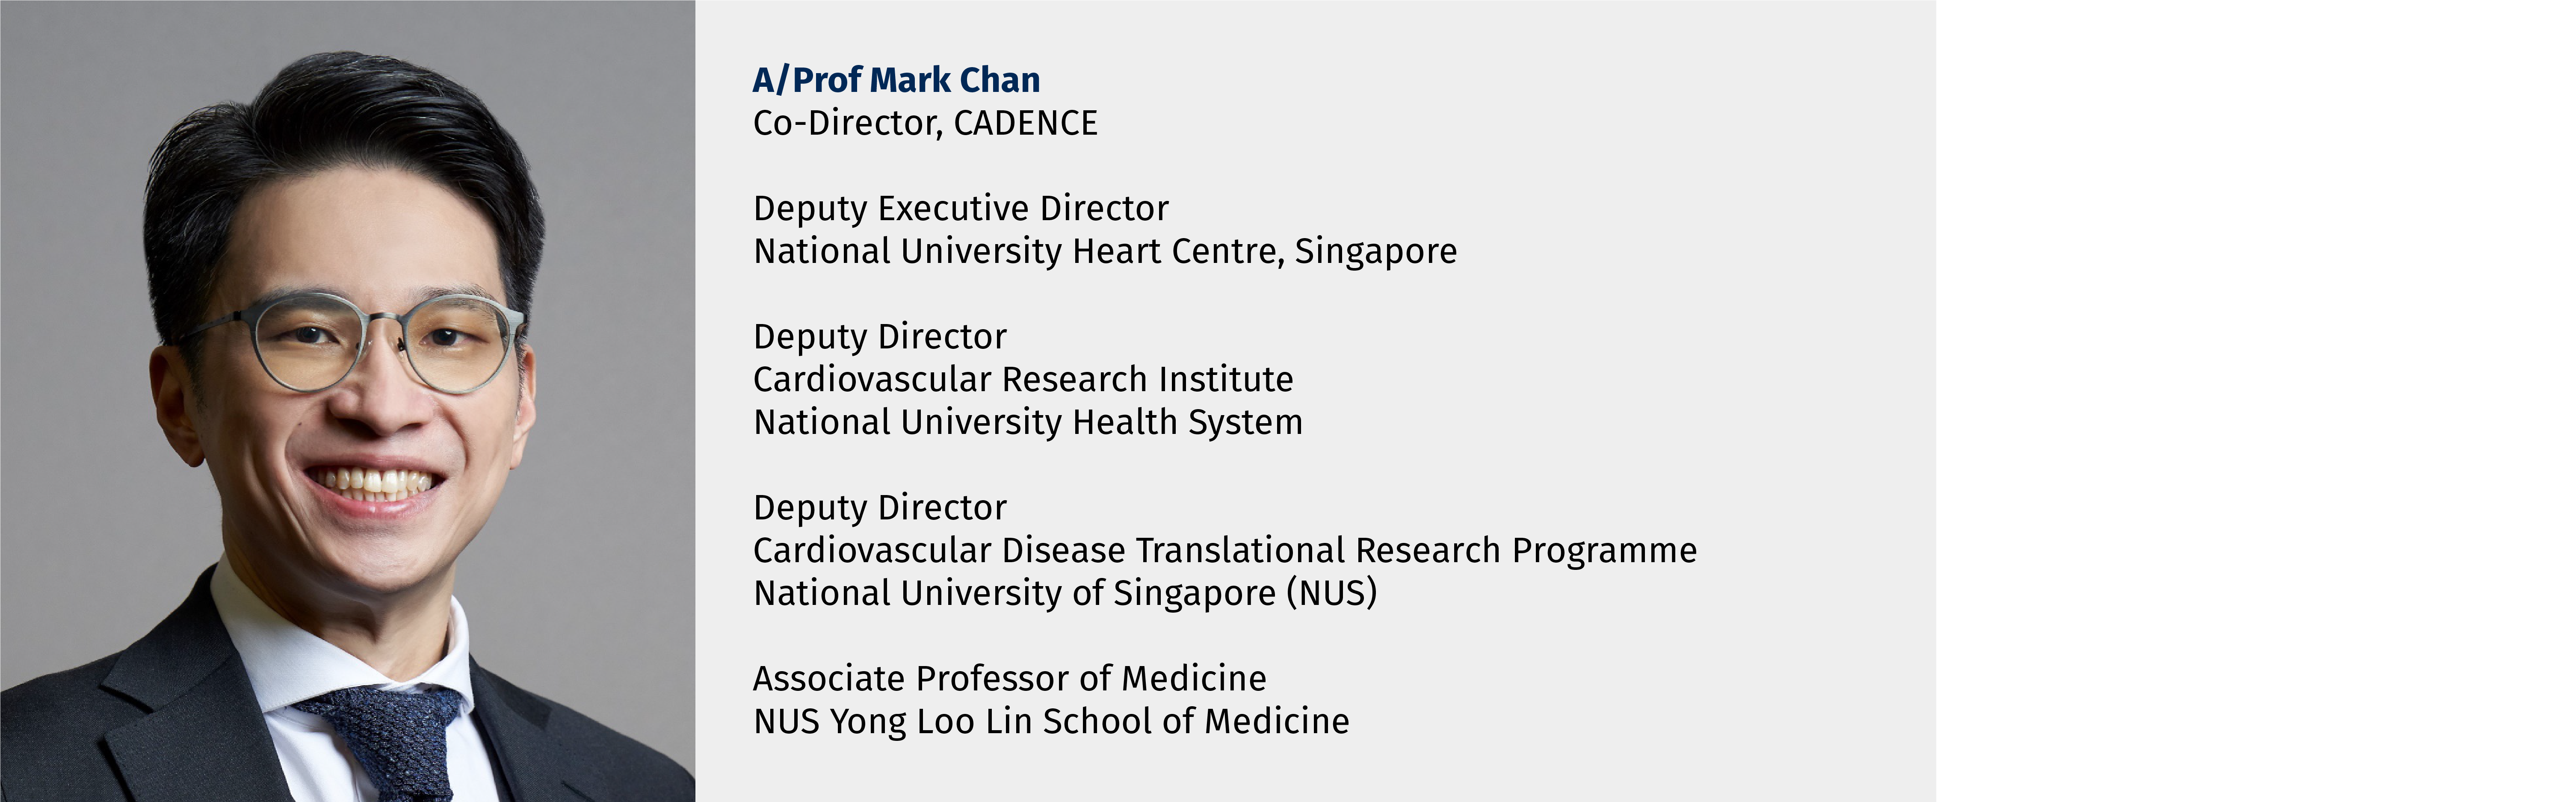 A/Prof Mark Chan
Co-Director, CADENCE
Deputy Executive Director
National University Heart Centre, Singapore
Deputy Director
Cardiovascular Research Institute
National University Health System
Deputy Director
Cardiovascular Disease Translational Research Programme
National University of Singapore (NUS)
Associate Professor of Medicine
NUS Yong Loo Lin School of Medicine